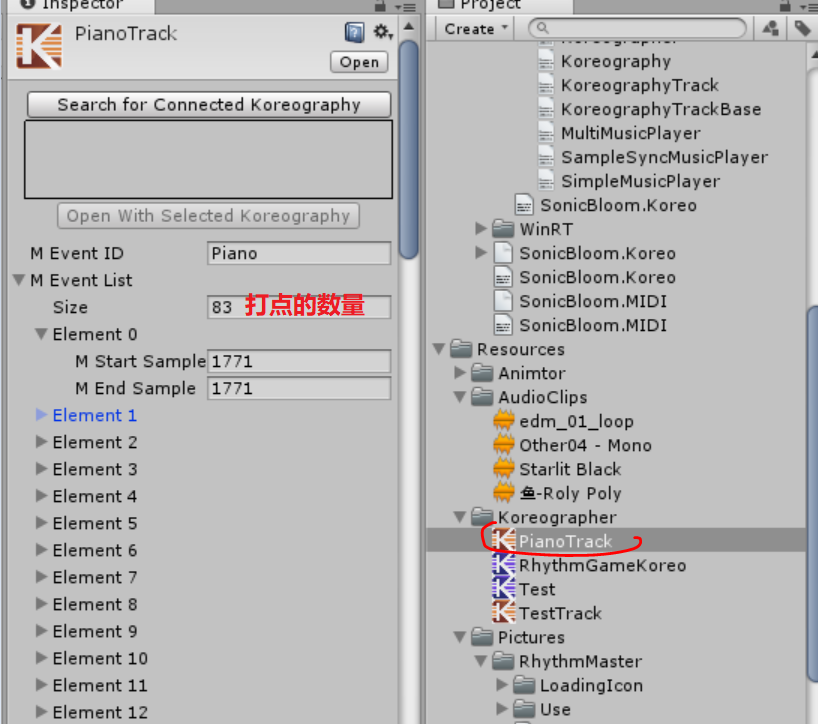 Inspector
PianoTrack
Open
Search for Connected Koreography
Open With Selected Koreography
M Event ID
Piano
M Event List
Size
83
打点的数量
Element 0
M Start Sample
1771
M End Sample
1771
Element 1
Element 2
Element 3
Element 4
Element 5
Element 6
Element 7
Element 8
Element 9
Element 10
Element 11
Element 12
Project
Create
Koreographer
Koreography
KoreographyTrack
KoreographyTrackBase
MultiMusicPlayer
SampleSyncMusicPlayer
SimpleMusicPlayer
SonicBloom.Koreo
WinRT
SonicBloom.Koreo
SonicBloom.Koreo
SonicBloom.MIDI
SonicBloom.MIDI
Resources
Animtor
AudioClips
edm_01_loop
Other04 - Mono
Starlit Black
鱼-Roly Poly
Koreographer
PianoTrack
RhythmGameKoreo
Test
TestTrack
Pictures
RhythmMaster
LoadingIcon
Use